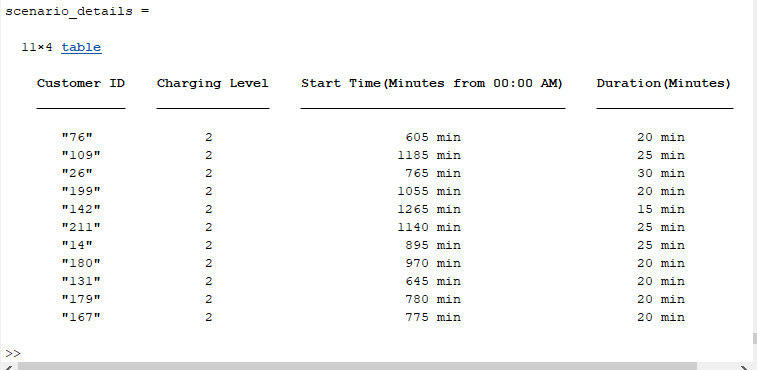 scenario_details =
11×4 table
Customer ID Charging Level Start Time(Minutes from 00:00 AM) Duration(Minutes)
"76" 2 605 min 20 min
"109" 2 1185 min 25 min
"26" 2 765 min 30 min
"199" 2 1055 min 20 min
"142" 2 1265 min 15 min
"211" 2 1140 min 25 min
"14" 2 895 min 25 min
"180" 2 970 min 20 min
"131" 2 645 min 20 min
"179" 2 780 min 20 min
"167" 2 775 min 20 min
>>